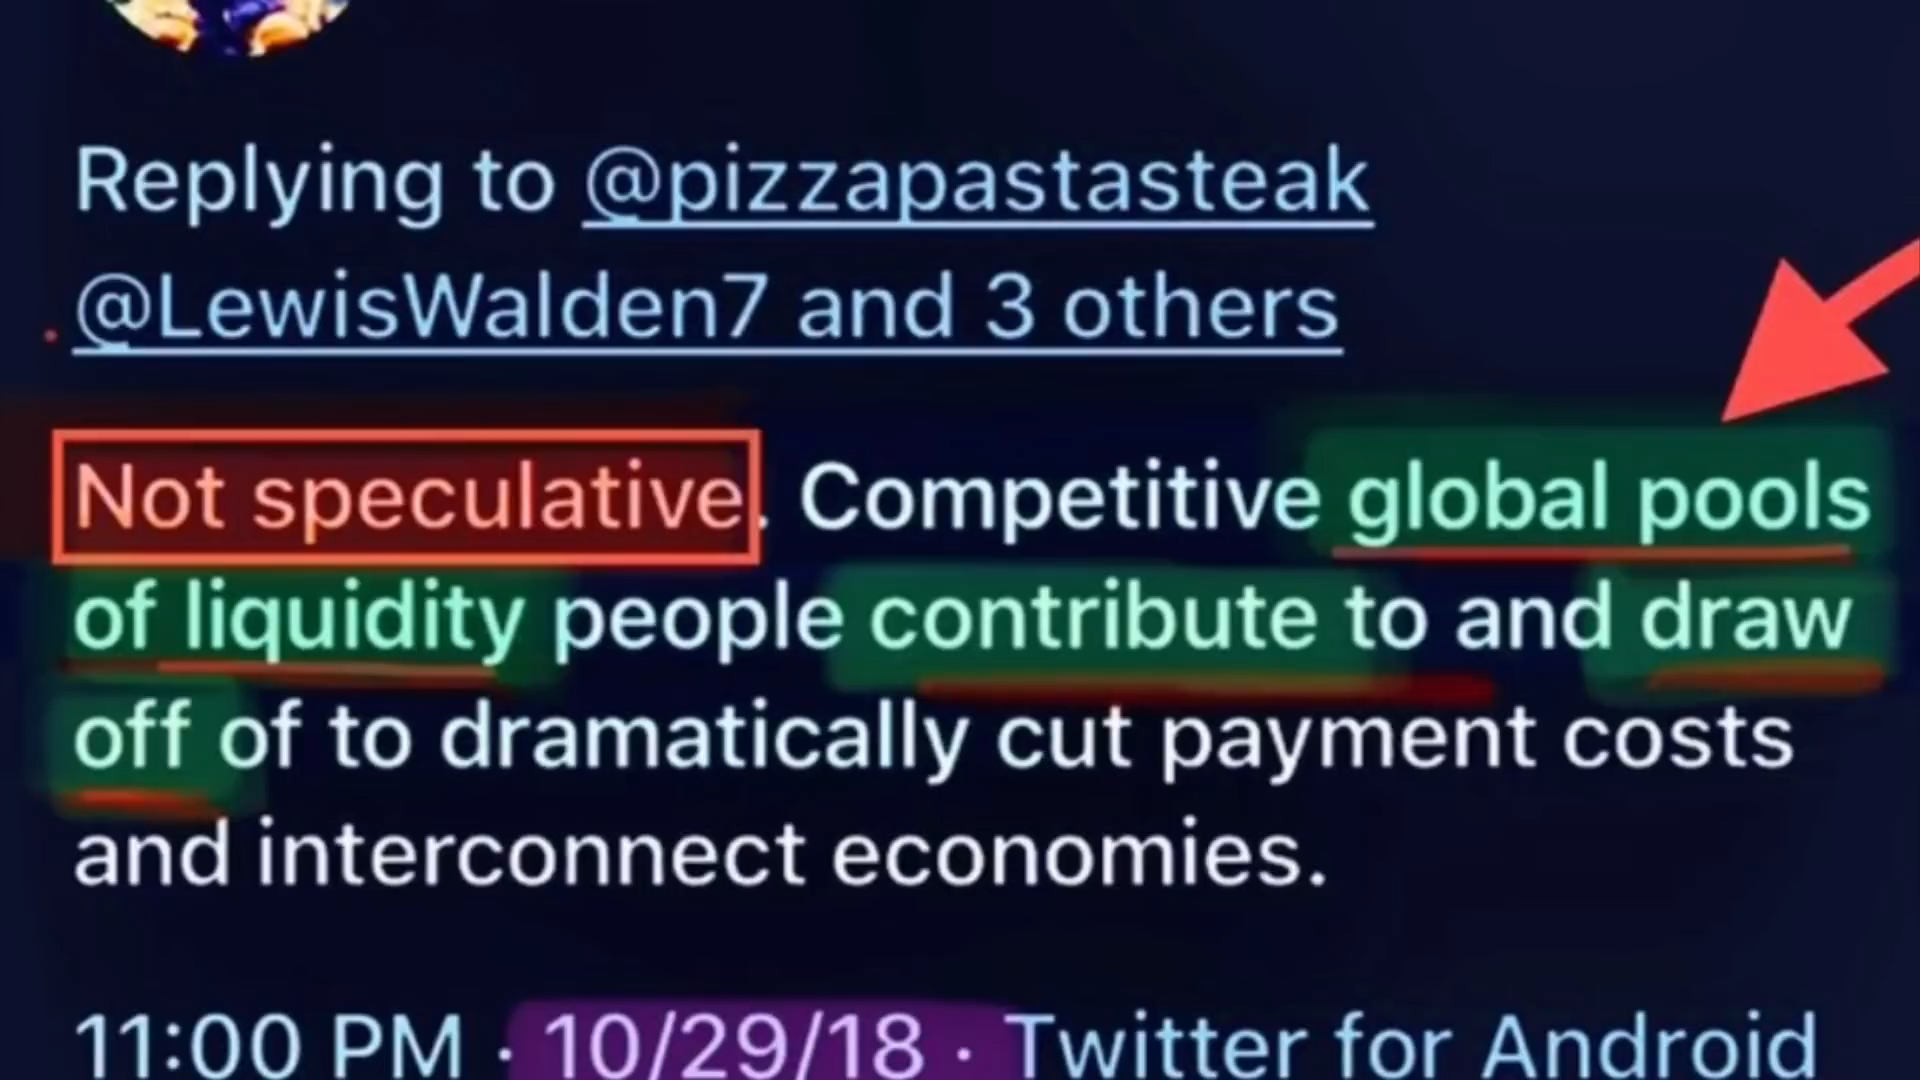 Replying to @pizzapastasteak
@LewisWalden7 and 3 others
Not speculative. Competitive global pools
of liquidity people contribute to and draw
off of to dramatically cut payment costs
and interconnect economies.
11:00 PM · 10/29/18 · Twitter for Android